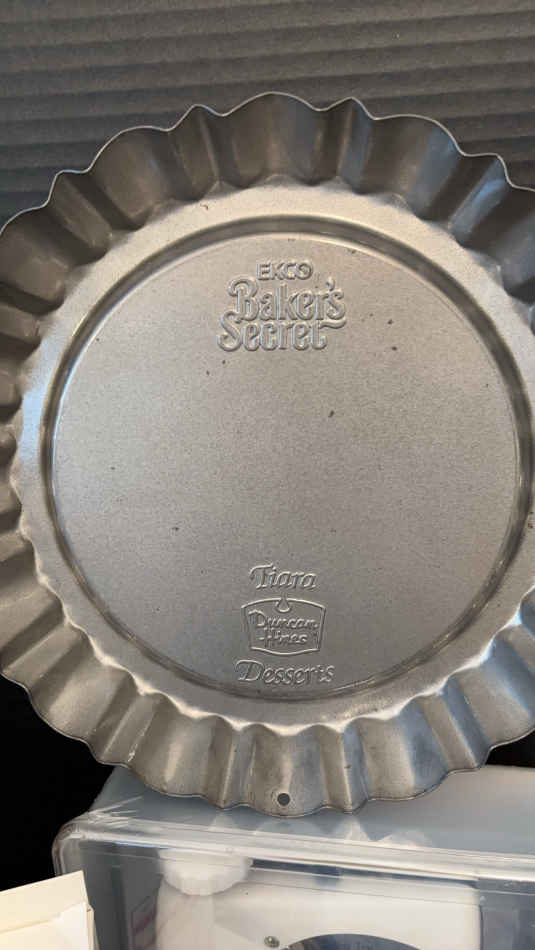 EKCO
Baker's
Secret
Tiara
Duncan
Hines
Desserts